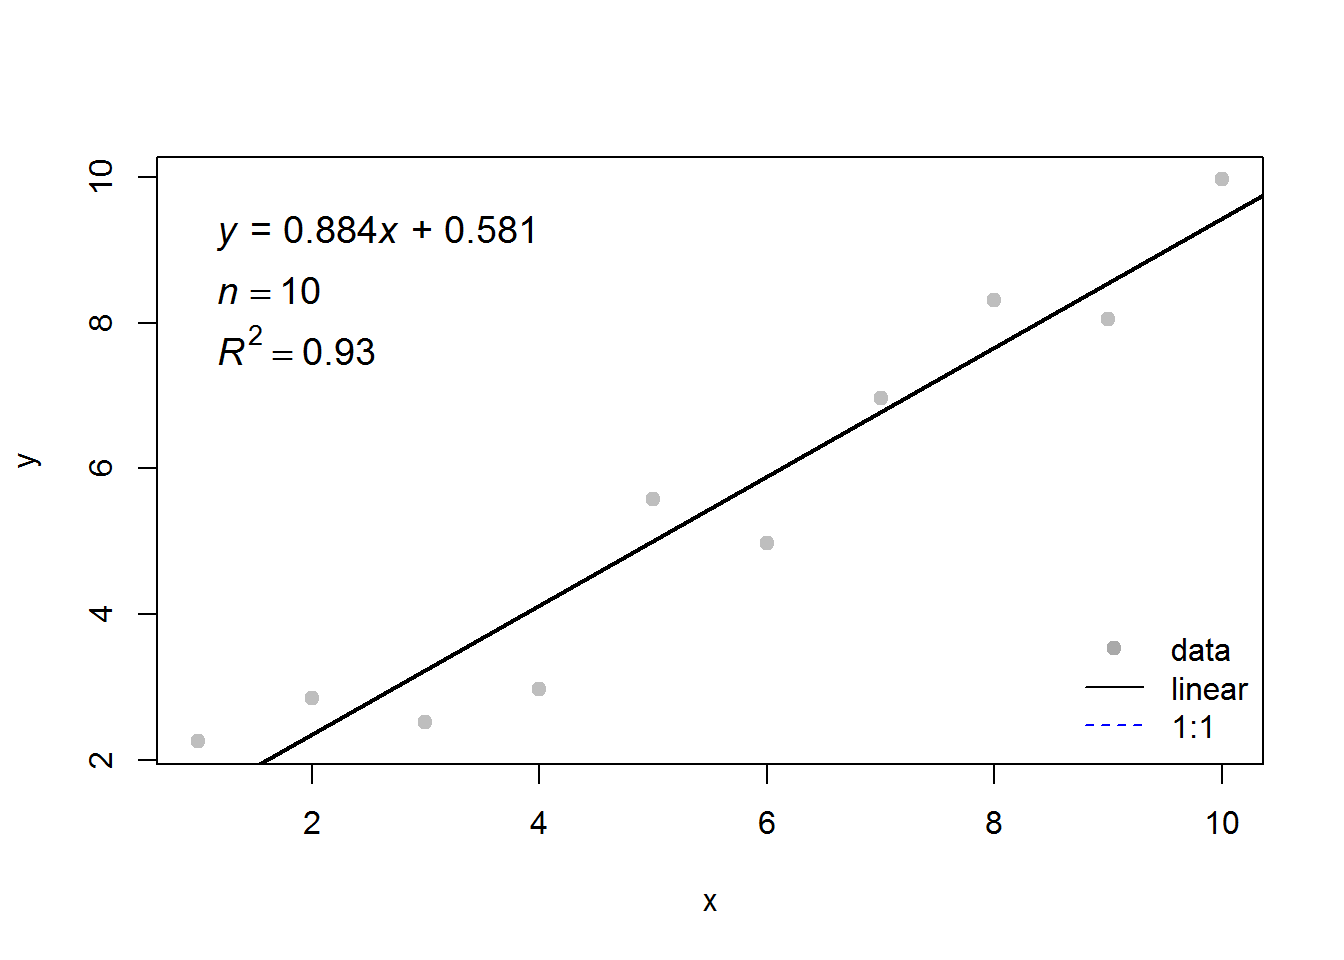 y = 0.884x + 0.581
n = 10
R² = 0.93
10
8
6
4
2
y
data
linear
1:1
2 4 6 8 10
x